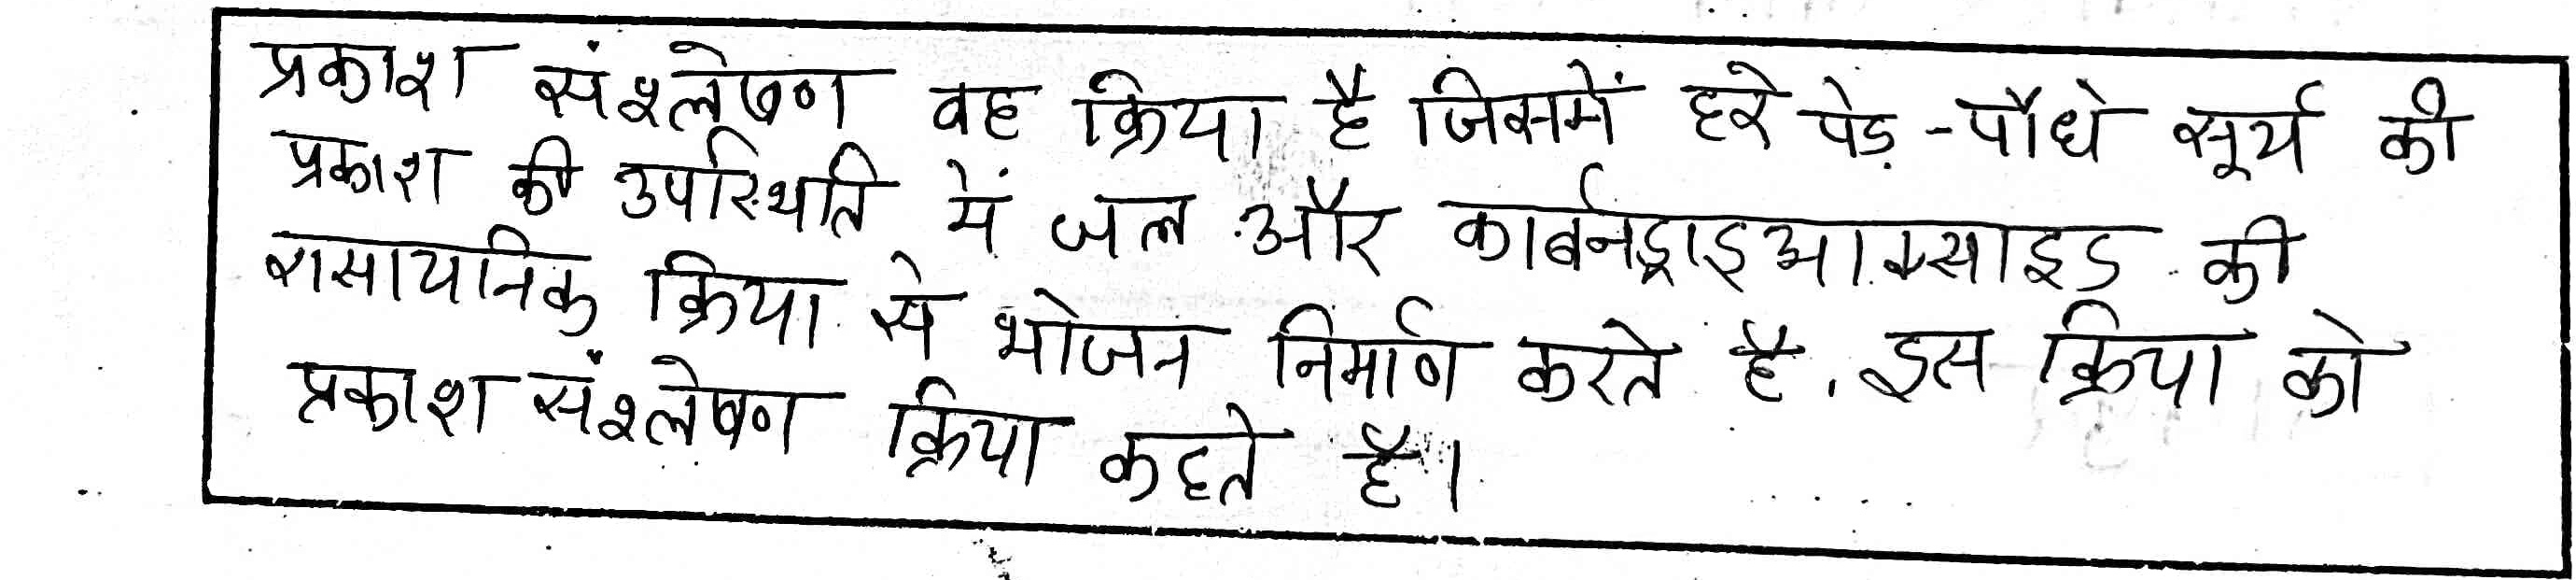 प्रकाश संश्लेषण वह क्रिया है जिसमें हरे पेड़-पौधे सूर्य की
प्रकाश की उपस्थिति में जल और कार्बनड्राइआक्साइड की
रासायनिक क्रिया से भोजन निर्माण करते है. इस क्रिया को
प्रकाश संश्लेषण क्रिया कहते है।